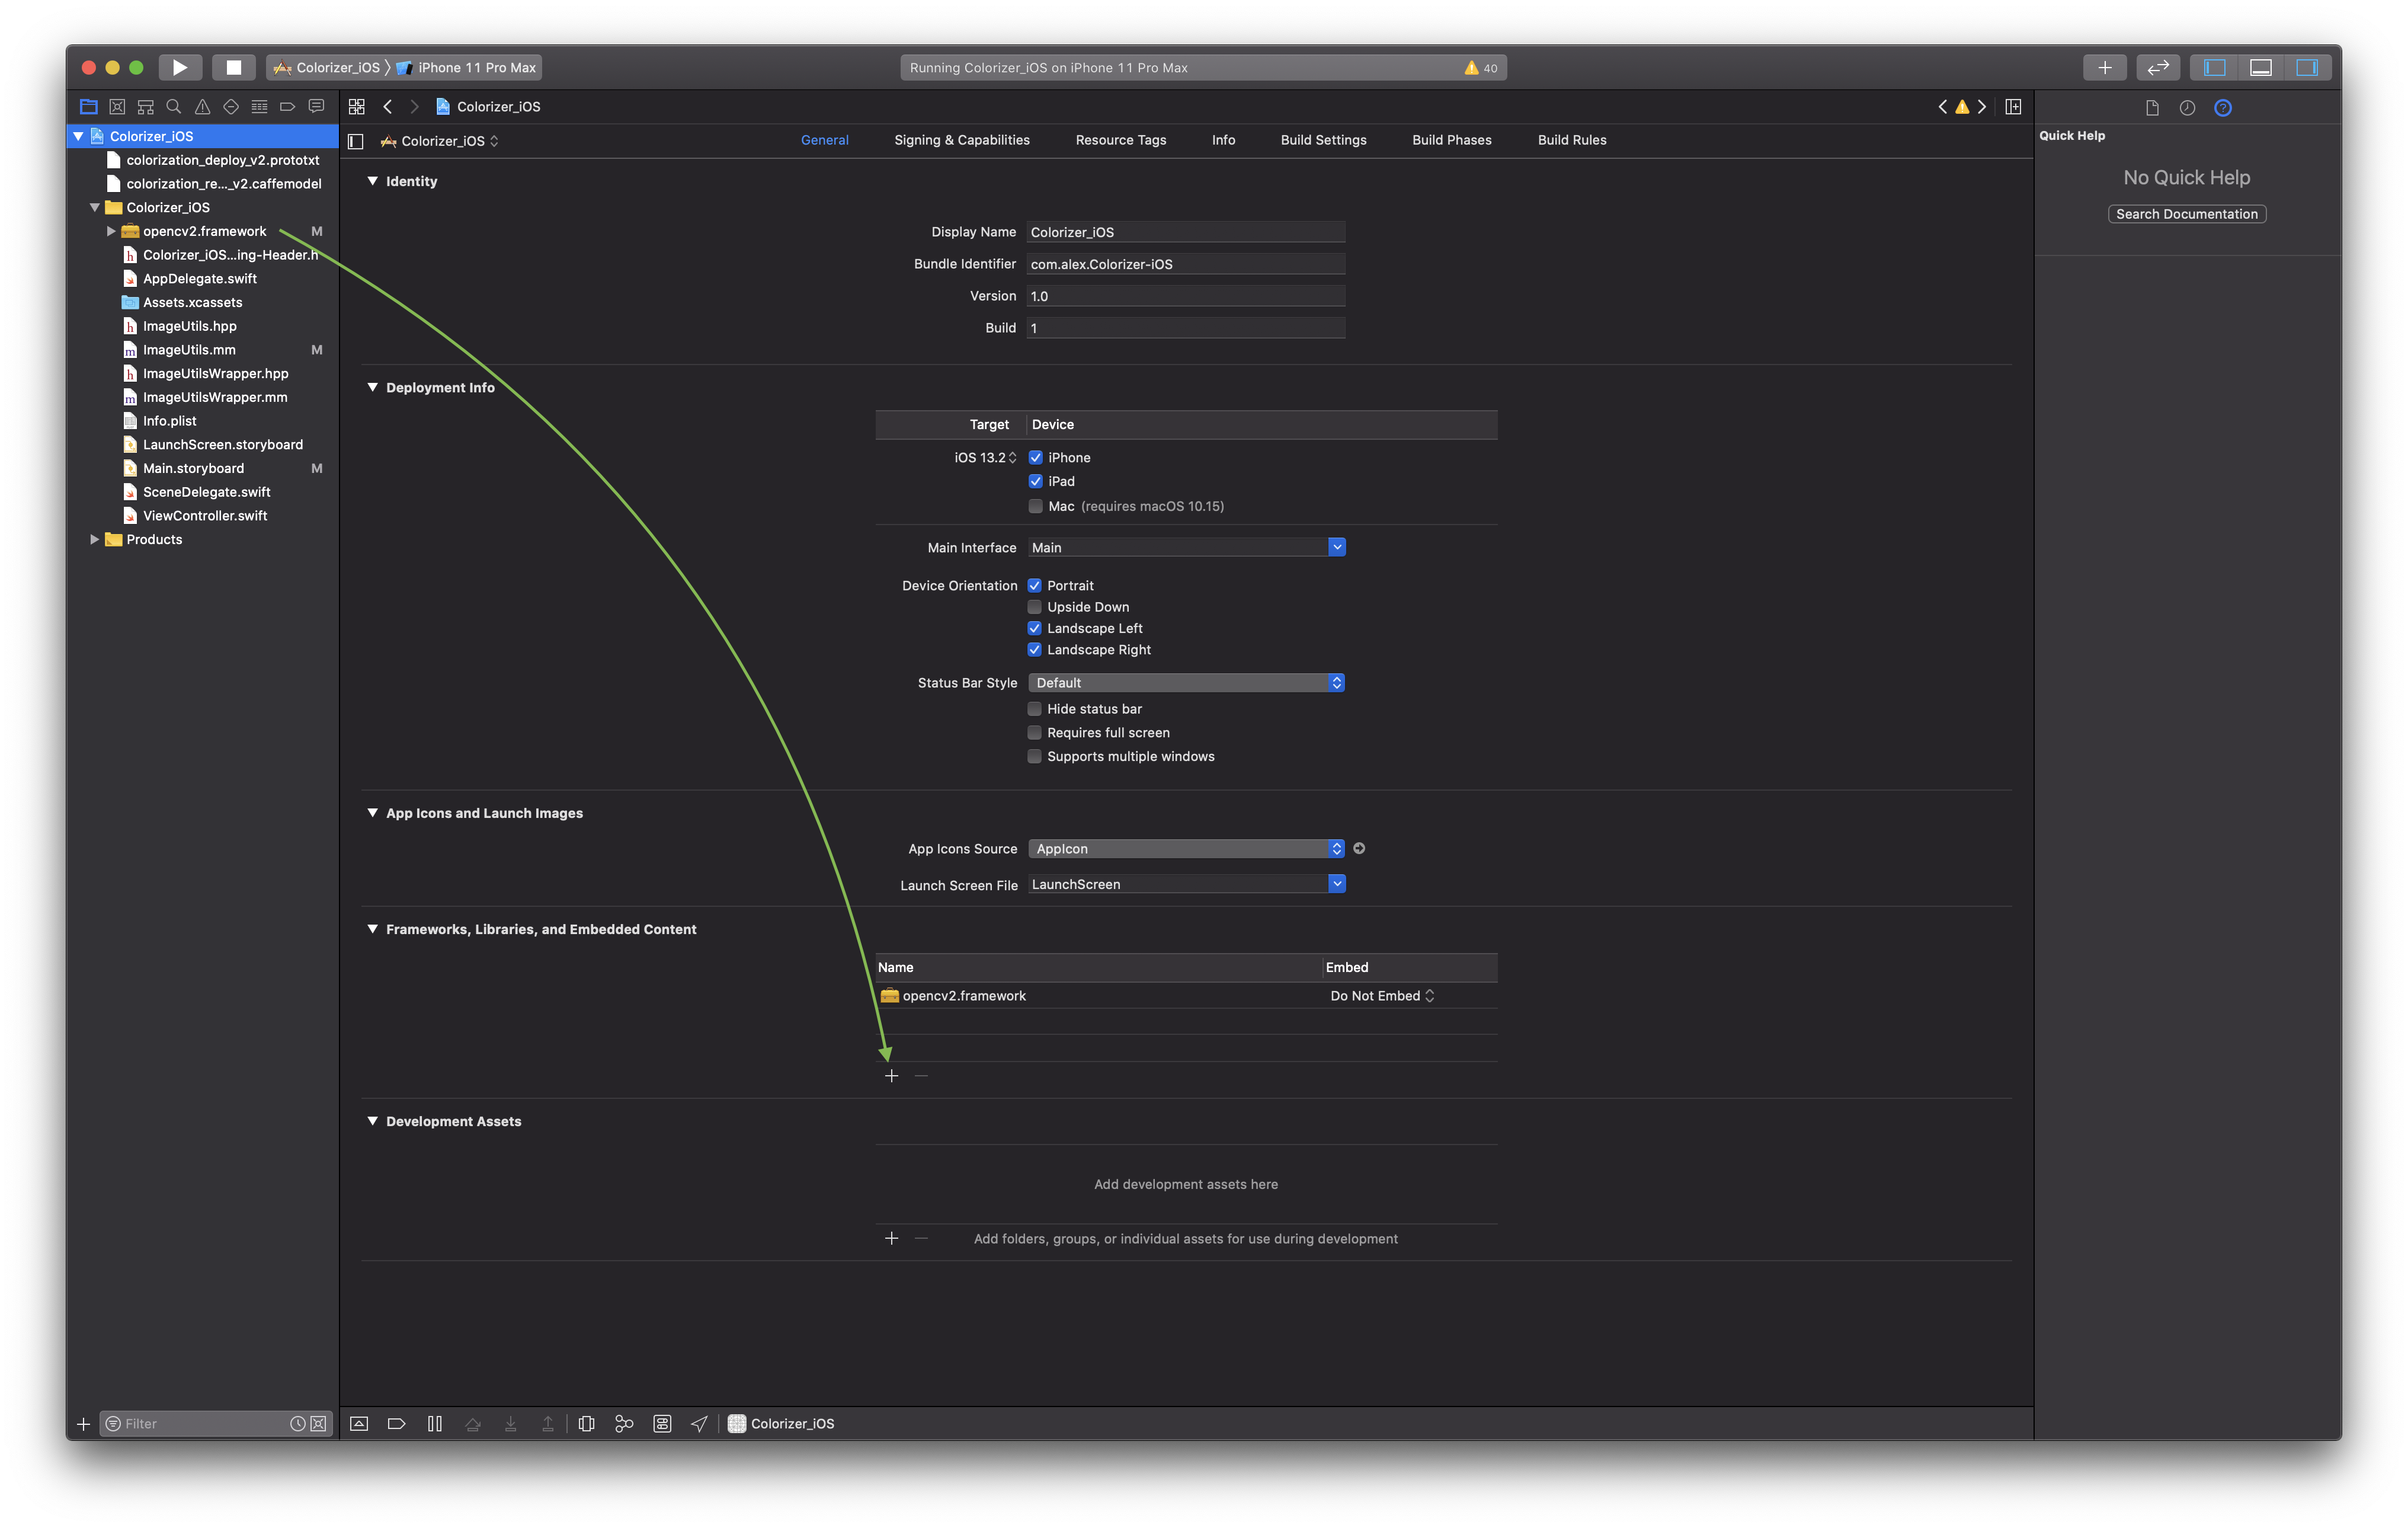 Colorizer_iOS iPhone 11 Pro Max
Running Colorizer_iOS on iPhone 11 Pro Max 40
Colorizer_iOS
Colorizer_iOS
General Signing & Capabilities Resource Tags Info Build Settings Build Phases Build Rules
Colorizer_iOS
colorization_deploy_v2.prototxt
colorization_re..._v2.caffemodel
Colorizer_iOS
opencv2.framework M
Colorizer_iOS...ing-Header.h
AppDelegate.swift
Assets.xcassets
ImageUtils.hpp
ImageUtils.mm M
ImageUtilsWrapper.hpp
ImageUtilsWrapper.mm
Info.plist
LaunchScreen.storyboard
Main.storyboard M
SceneDelegate.swift
ViewController.swift
Products
Filter
Identity
Display Name Colorizer_iOS
Bundle Identifier com.alex.Colorizer-iOS
Version 1.0
Build 1
Deployment Info
Target Device
iOS 13.2 iPhone
iPad
Mac (requires macOS 10.15)
Main Interface Main
Device Orientation Portrait
Upside Down
Landscape Left
Landscape Right
Status Bar Style Default
Hide status bar
Requires full screen
Supports multiple windows
App Icons and Launch Images
App Icons Source AppIcon
Launch Screen File LaunchScreen
Frameworks, Libraries, and Embedded Content
Name Embed
opencv2.framework Do Not Embed
Development Assets
Add development assets here
Add folders, groups, or individual assets for use during development
Colorizer_iOS
Quick Help
No Quick Help
Search Documentation